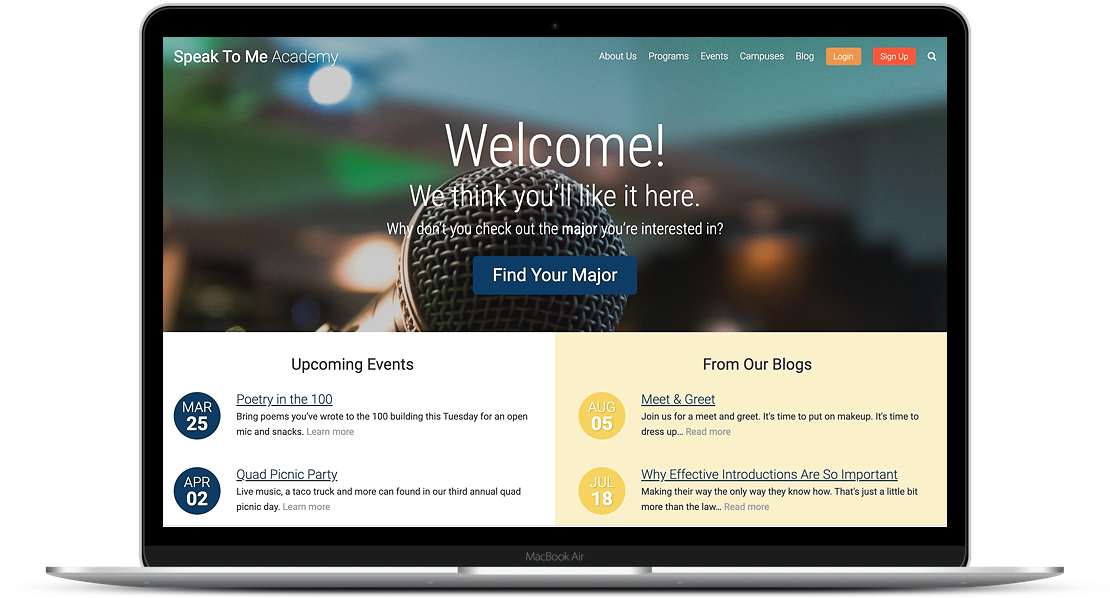 Speak To Me Academy
About Us Programs Events Campuses Blog Login Sign Up
Welcome!
We think you'll like it here.
Why don't you check out the major you're interested in?
Find Your Major
Upcoming Events
MAR
25
Poetry in the 100
Bring poems you've wrote to the 100 building this Tuesday for an open
mic and snacks. Learn more
APR
02
Quad Picnic Party
Live music, a taco truck and more can found in our third annual quad
picnic day. Learn more
From Our Blogs
AUG
05
Meet & Greet
Join us for a meet and greet. It's time to put on makeup. It's time to
dress up... Read more
JUL
18
Why Effective Introductions Are So Important
Making their way the only way they know how. That's just a little bit
more than the law... Read more
MacBook Air